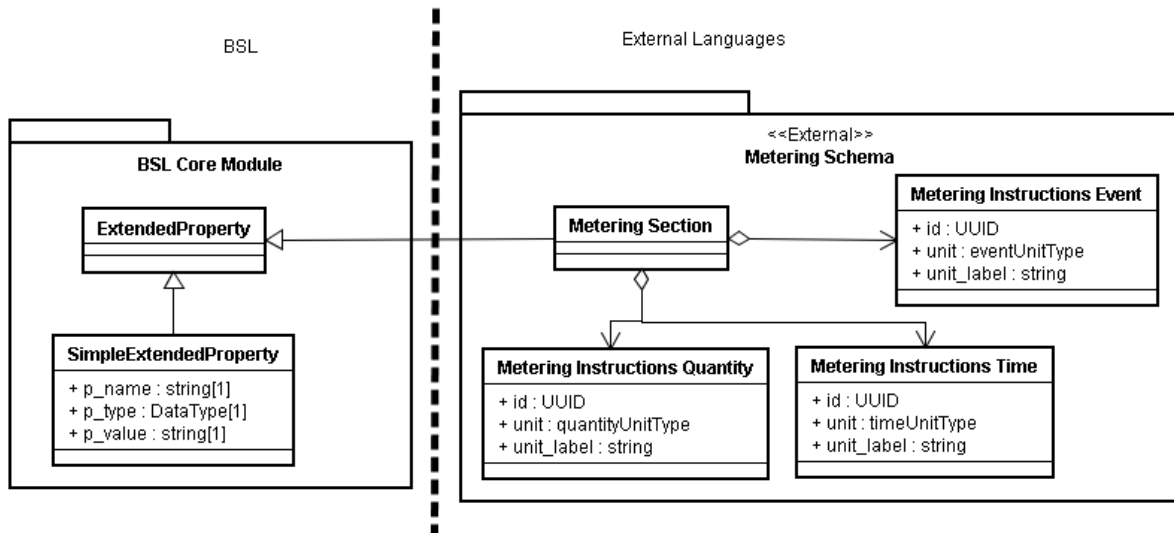 BSL
External Languages
BSL Core Module
ExtendedProperty
SimpleExtendedProperty
+ p_name : string[1]
+ p_type : DataType[1]
+ p_value : string[1]
<<External>>
Metering Schema
Metering Section
Metering Instructions Event
+ id : UUID
+ unit : eventUnitType
+ unit_label : string
Metering Instructions Quantity
+ id : UUID
+ unit : quantityUnitType
+ unit_label : string
Metering Instructions Time
+ id : UUID
+ unit : timeUnitType
+ unit_label : string